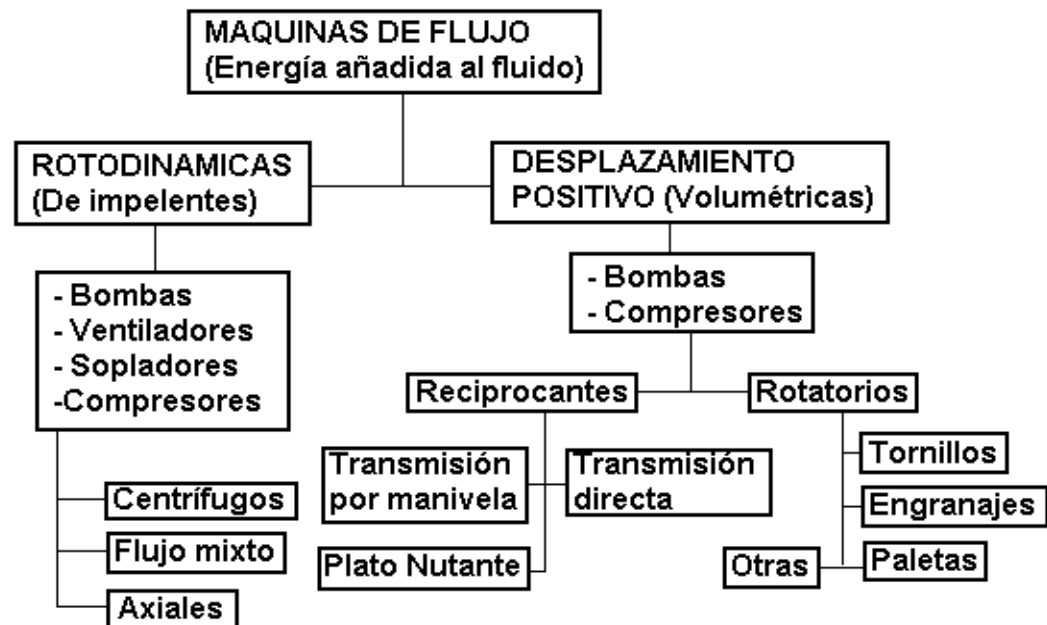 MAQUINAS DE FLUJO
(Energía añadida al fluido)
ROTODINAMICAS
(De impelentes)
DESPLAZAMIENTO
POSITIVO (Volumétricas)
- Bombas
- Ventiladores
- Sopladores
-Compresores
- Bombas
- Compresores
Centrífugos
Flujo mixto
Axiales
Reciprocantes
Transmisión
por manivela
Transmisión
directa
Plato Nutante
Rotatorios
Tornillos
Engranajes
Otras
Paletas